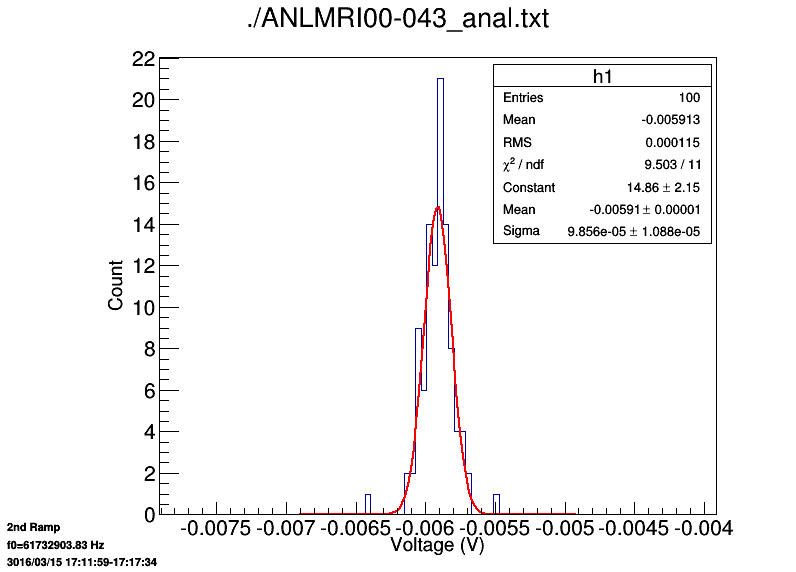 ./ANLMRI00-043_anal.txt
h1
Entries 100
Mean -0.005913
RMS 0.000115
χ² / ndf 9.503 / 11
Constant 14.86 ± 2.15
Mean -0.00591 ± 0.00001
Sigma 9.856e-05 ± 1.088e-05
Count
22
20
18
16
14
12
10
8
6
4
2
0
-0.0075 -0.007 -0.0065 -0.006 -0.0055 -0.005 -0.0045 -0.004
Voltage (V)
2nd Ramp
f0=61732903.83 Hz
3016/03/15 17:11:59-17:17:34